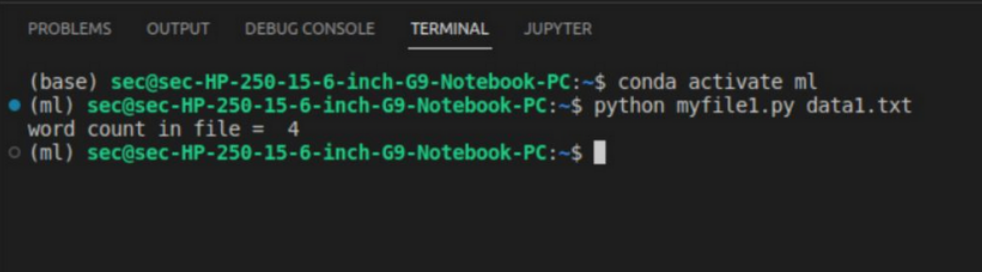 PROBLEMS OUTPUT DEBUG CONSOLE TERMINAL JUPYTER
(base) sec@sec-HP-250-15-6-inch-G9-Notebook-PC:~$ conda activate ml
(ml) sec@sec-HP-250-15-6-inch-G9-Notebook-PC:~$ python myfile1.py data1.txt
word count in file =  4
(ml) sec@sec-HP-250-15-6-inch-G9-Notebook-PC:~$